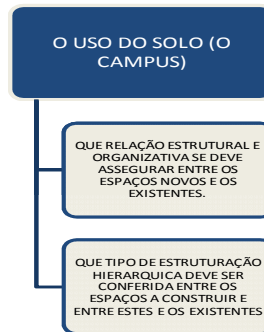 O USO DO SOLO (O
CAMPUS)
QUE RELAÇÃO ESTRUTURAL E
ORGANIZATIVA SE DEVE
ASSEGURAR ENTRE OS
ESPAÇOS NOVOS E OS
EXISTENTES.
QUE TIPO DE ESTRUTURAÇÃO
HIERARQUICA DEVE SER
CONFERIDA ENTRE OS
ESPAÇOS A CONSTRUIR E
ENTRE ESTES E OS EXISTENTES